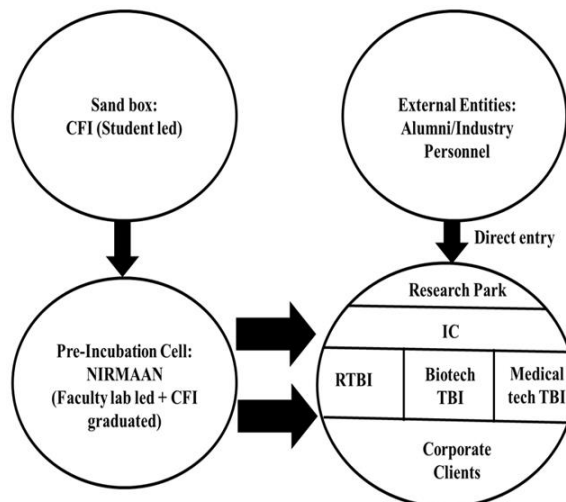 Sand box:
CFI (Student led)
External Entities:
Alumni/Industry
Personnel
Direct entry
Pre-Incubation Cell:
NIRMAAN
(Faculty lab led + CFI
graduated)
Research Park
IC
RTBI
Biotech
TBI
Medical
tech TBI
Corporate
Clients